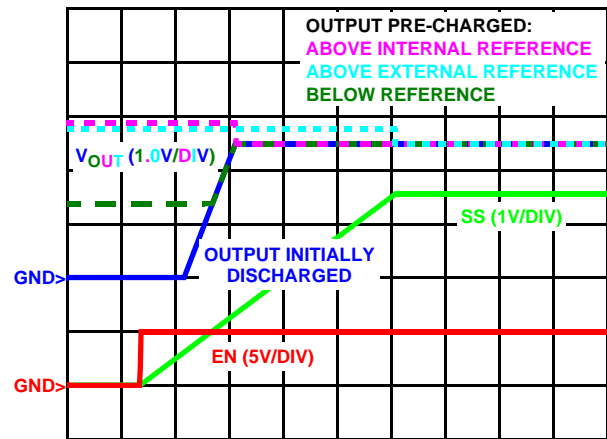 OUTPUT PRE-CHARGED:
ABOVE INTERNAL REFERENCE
ABOVE EXTERNAL REFERENCE
BELOW REFERENCE
VOUT (1.0V/DIV)
SS (1V/DIV)
OUTPUT INITIALLY
DISCHARGED
GND>
EN (5V/DIV)
GND>